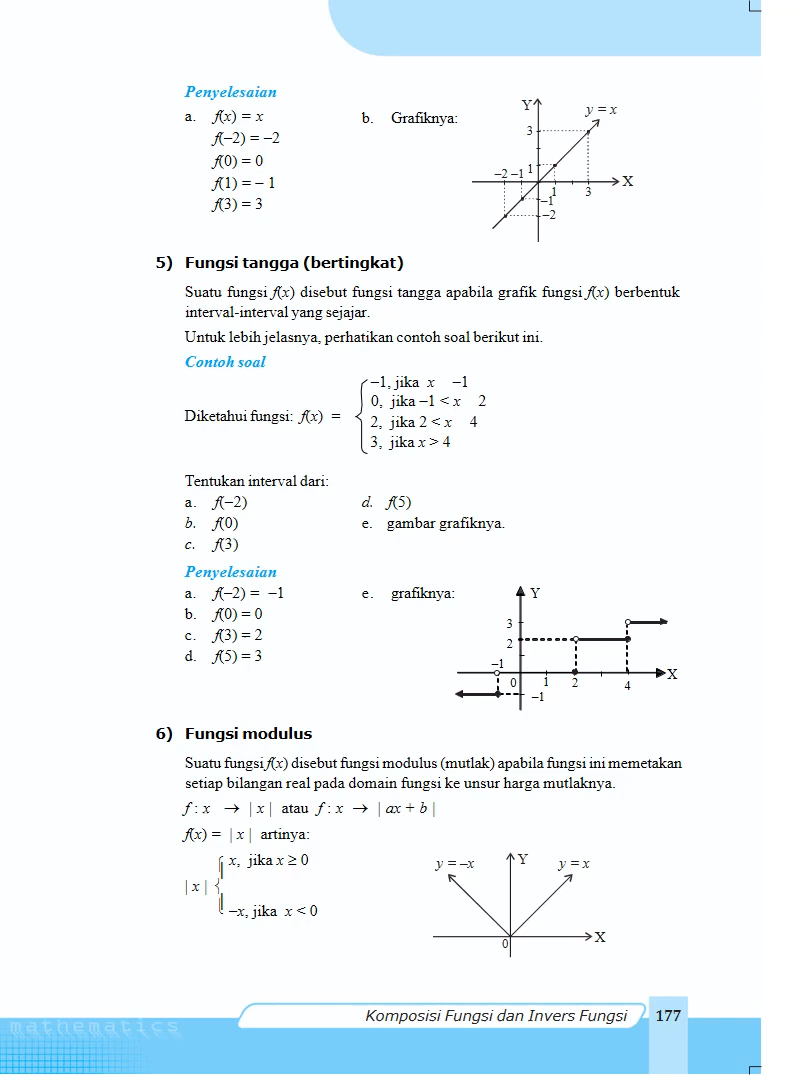 Penyelesaian
a. f(x) = x
f(–2) = –2
f(0) = 0
f(1) = – 1
f(3) = 3
b. Grafiknya:
Y
y = x
3
–2 –1 1
X
1 3
–1
–2
5) Fungsi tangga (bertingkat)
Suatu fungsi f(x) disebut fungsi tangga apabila grafik fungsi f(x) berbentuk
interval-interval yang sejajar.
Untuk lebih jelasnya, perhatikan contoh soal berikut ini.
Contoh soal
Diketahui fungsi: f(x) =
–1, jika x –1
0, jika –1 < x 2
2, jika 2 < x 4
3, jika x > 4
Tentukan interval dari:
a. f(–2)
b. f(0)
c. f(3)
d. f(5)
e. gambar grafiknya.
Penyelesaian
a. f(–2) = –1
b. f(0) = 0
c. f(3) = 2
d. f(5) = 3
e. grafiknya:
Y
3
2
–1
X
0 1 2 4
–1
6) Fungsi modulus
Suatu fungsi f(x) disebut fungsi modulus (mutlak) apabila fungsi ini memetakan
setiap bilangan real pada domain fungsi ke unsur harga mutlaknya.
f : x → | x | atau f : x → | ax + b |
f(x) = | x | artinya:
x, jika x ≥ 0
| x |
–x, jika x < 0
y = –x
Y
y = x
X
0
Komposisi Fungsi dan Invers Fungsi
177
mathematics